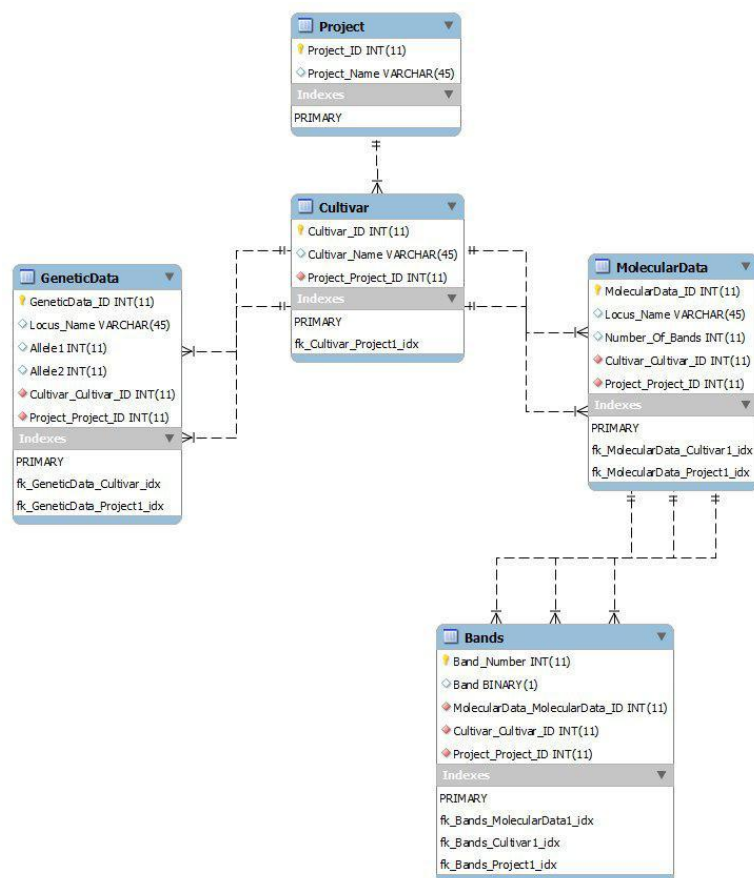 Project
Project_ID INT(11)
Project_Name VARCHAR(45)
Indexes
PRIMARY
Cultivar
Cultivar_ID INT(11)
Cultivar_Name VARCHAR(45)
Project_Project_ID INT(11)
Indexes
PRIMARY
fk_Cultivar_Project1_idx
GeneticData
GeneticData_ID INT(11)
Locus_Name VARCHAR(45)
Allele1 INT(11)
Allele2 INT(11)
Cultivar_Cultivar_ID INT(11)
Project_Project_ID INT(11)
Indexes
PRIMARY
fk_GeneticData_Cultivar_idx
fk_GeneticData_Project1_idx
MolecularData
MolecularData_ID INT(11)
Locus_Name VARCHAR(45)
Number_Of_Bands INT(11)
Cultivar_Cultivar_ID INT(11)
Project_Project_ID INT(11)
Indexes
PRIMARY
fk_MolecularData_Cultivar1_idx
fk_MolecularData_Project1_idx
Bands
Band_Number INT(11)
Band BINARY(1)
MolecularData_MolecularData_ID INT(11)
Cultivar_Cultivar_ID INT(11)
Project_Project_ID INT(11)
Indexes
PRIMARY
fk_Bands_MolecularData1_idx
fk_Bands_Cultivar1_idx
fk_Bands_Project1_idx